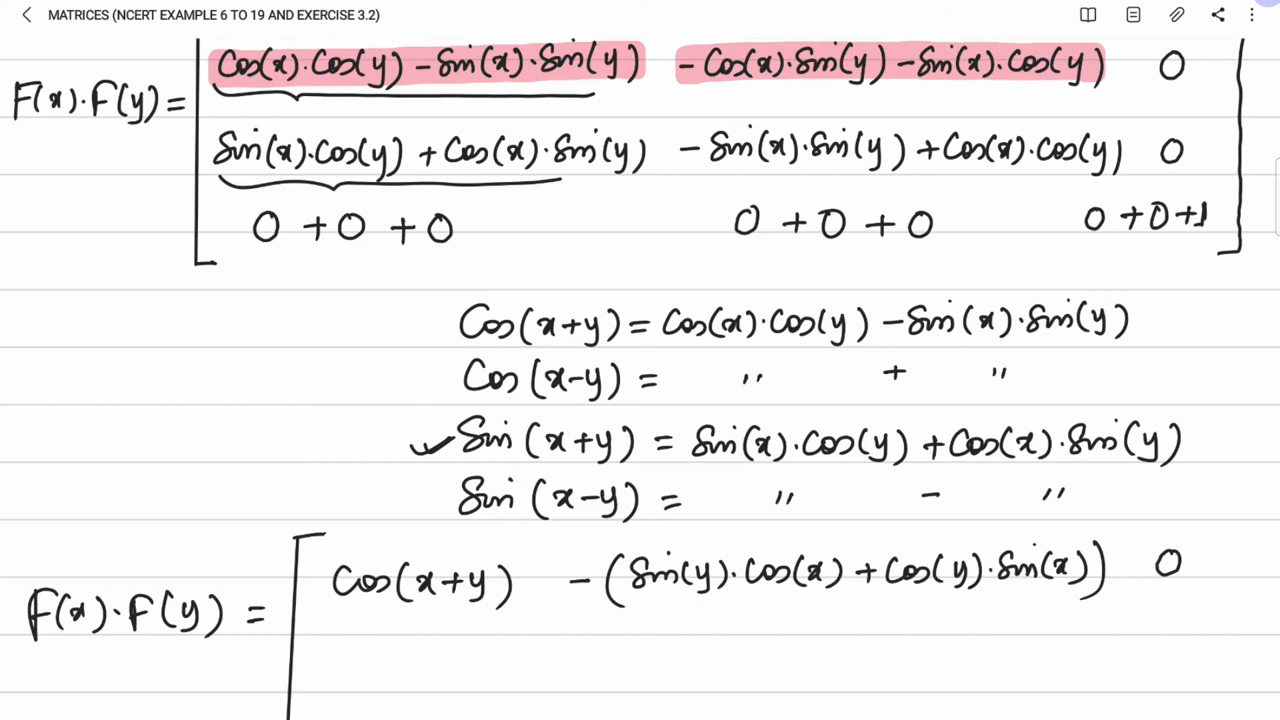 MATRICES (NCERT EXAMPLE 6 TO 19 AND EXERCISE 3.2)
Cos(x)·Cos(y) - Sin(x)·Sin(y) - Cos(x)·Sin(y) - Sin(x)·Cos(y) 0
F(x)·F(y) =
Sin(x)·Cos(y) + Cos(x)·Sin(y) - Sin(x)·Sin(y) + Cos(x)·Cos(y) 0
0 + 0 + 0 0 + 0 + 0 0 + 0 + 1
Cos(x+y) = Cos(x)·Cos(y) - Sin(x)·Sin(y)
Cos(x-y) = " + "
✓ Sin(x+y) = Sin(x)·Cos(y) + Cos(x)·Sin(y)
Sin(x-y) = " - "
Cos(x+y) - (Sin(y)·Cos(x) + Cos(y)·Sin(x)) 0
F(x)·F(y) =